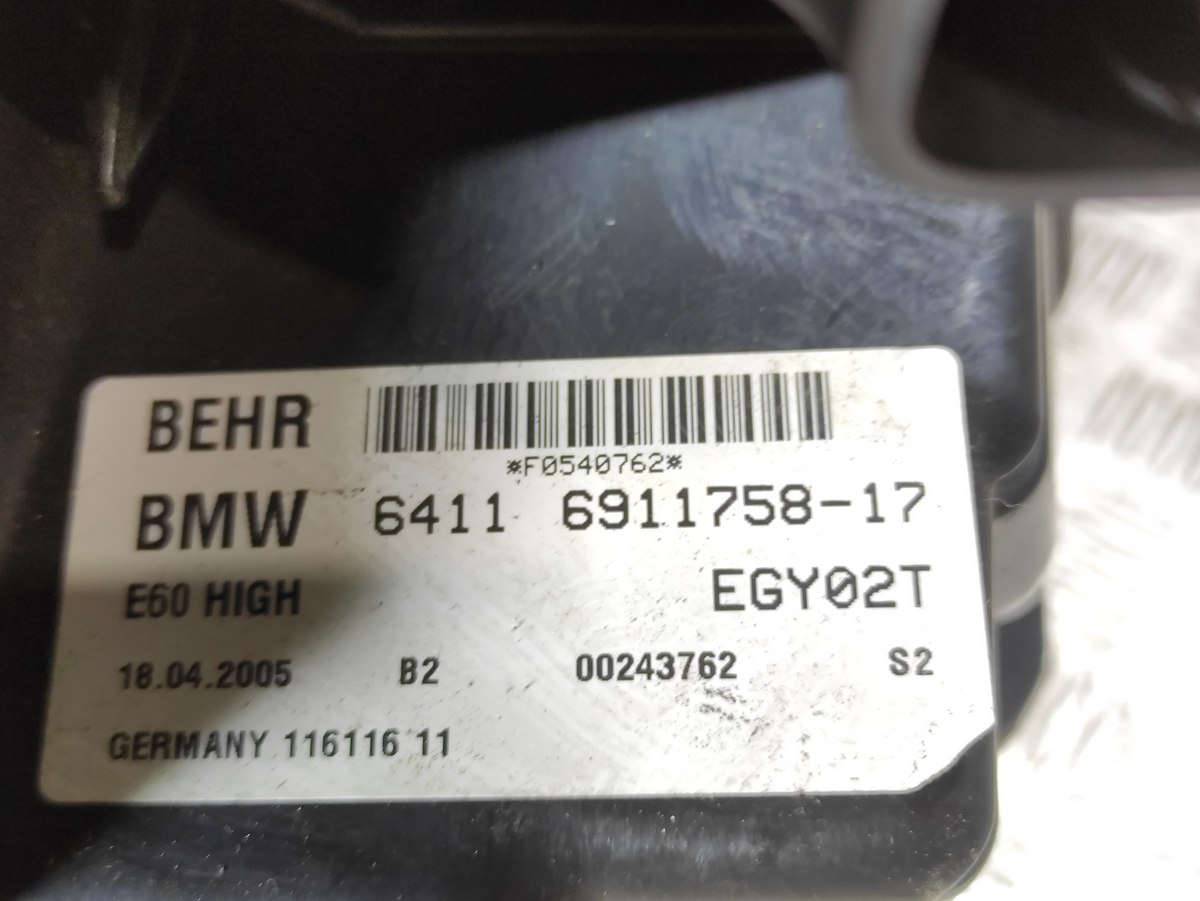 BEHR
*F0540762*
BMW 6411 6911758-17
E60 HIGH EGY02T
18.04.2005 B2 00243762 S2
GERMANY 116116 11